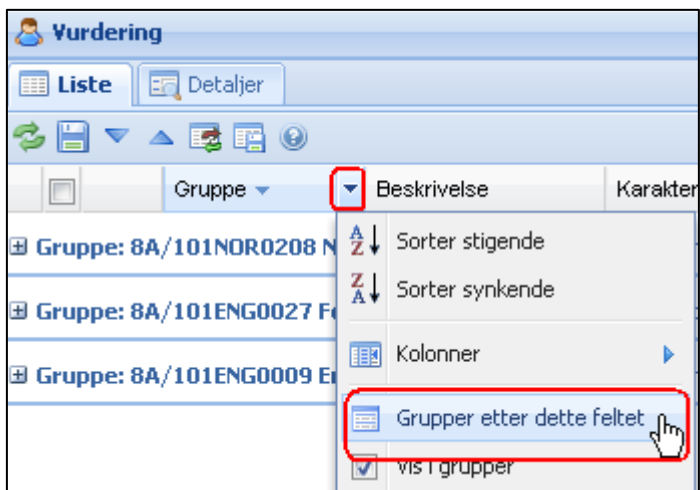 Vurdering
Liste Detaljer
Gruppe Beskrivelse Karakter
Gruppe: 8A/101NOR0208 N
Gruppe: 8A/101ENG0027 F
Gruppe: 8A/101ENG0009 E
Sorter stigende
Sorter synkende
Kolonner
Grupper etter dette feltet
Vis i grupper